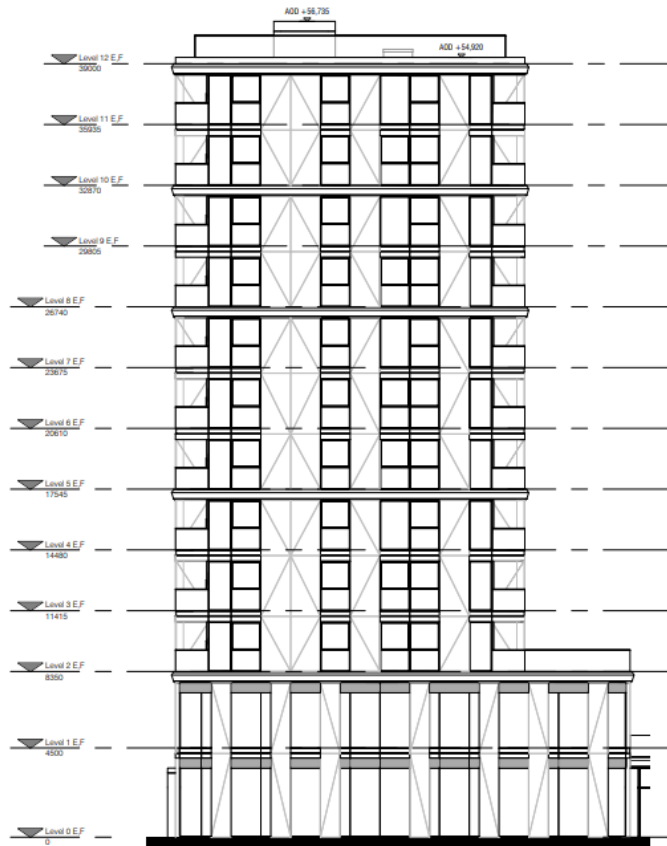 AOD +56,735
AOD +54,920
Level 12 E,F
39000
Level 11 E,F
35935
Level 10 E,F
32870
Level 9 E,F
29805
Level 8 E,F
26740
Level 7 E,F
23675
Level 6 E,F
20610
Level 5 E,F
17545
Level 4 E,F
14480
Level 3 E,F
11415
Level 2 E,F
8350
Level 1 E,F
4500
Level 0 E,F
0